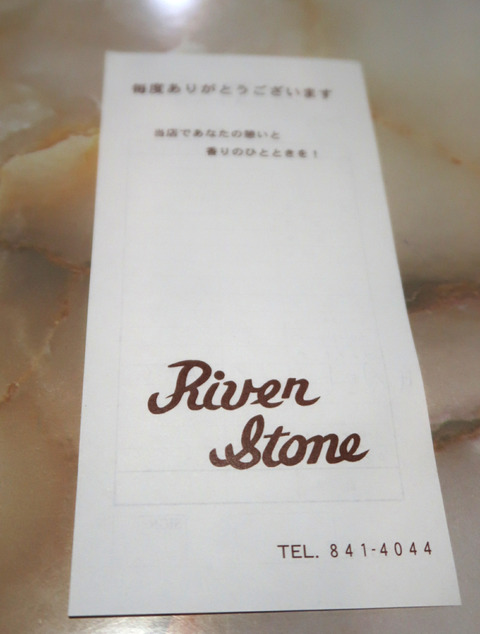 毎度ありがとうございます
当店であなたの憩いと
香りのひとときを!
Riven
Stone
TEL. 841-4044